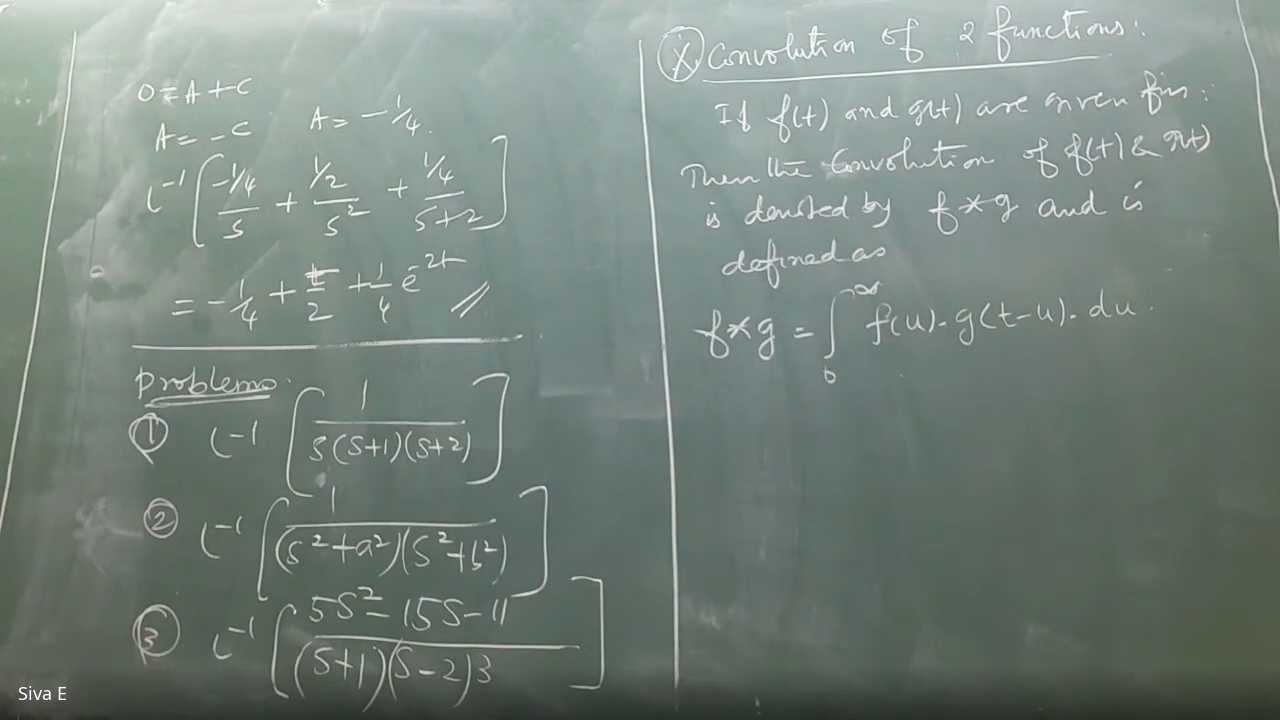 0 = A + C
A = -C   A = -1/4.
L⁻¹ [ (-1/4)/s + (1/2)/s² + (1/4)/(s+2) ]
= -1/4 + t/2 + 1/4 e^-2t //
Problems.
① L⁻¹ [ 1/(s(s+1)(s+2)) ]
② L⁻¹ [ 1/((s²+a²)(s²+b²)) ]
③ L⁻¹ [ (5s² - 15s - 11)/((s+1)(s-2)3) ]
Ⓧ Convolution of 2 functions:
If f(t) and g(t) are given fns:
Then the Convolution of f(t) & g(t)
is denoted by f*g and is
defined as
f*g = ∫₀^∞ f(u). g(t-u). du.
Siva E